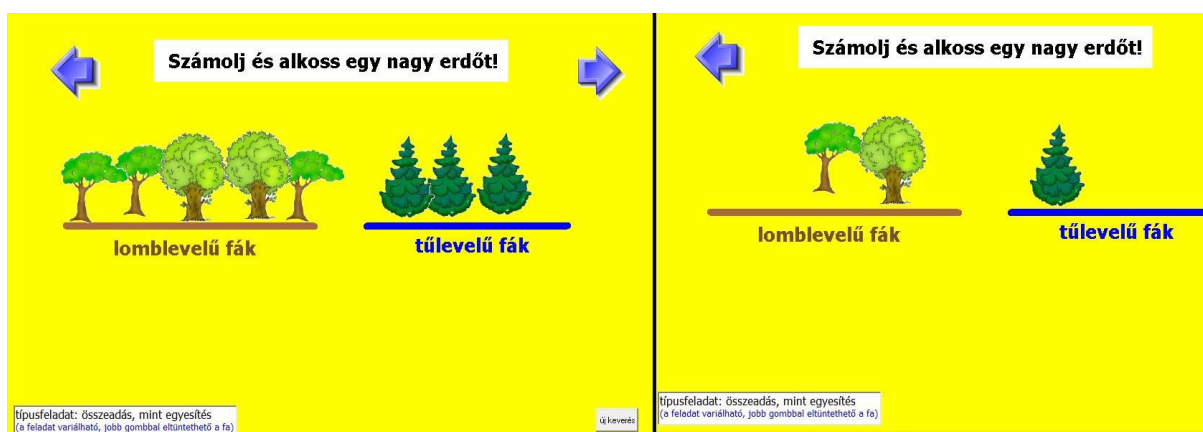 Számolj és alkoss egy nagy erdőt!
lomblevelű fák
tűlevelű fák
típusfeladat: összeadás, mint egyesítés
(a feladat variálható, jobb gombbal eltüntethető a fa)
új keverés
Számolj és alkoss egy nagy erdőt!
lomblevelű fák
tűlevelű fák
típusfeladat: összeadás, mint egyesítés
(a feladat variálható, jobb gombbal eltüntethető a fa)